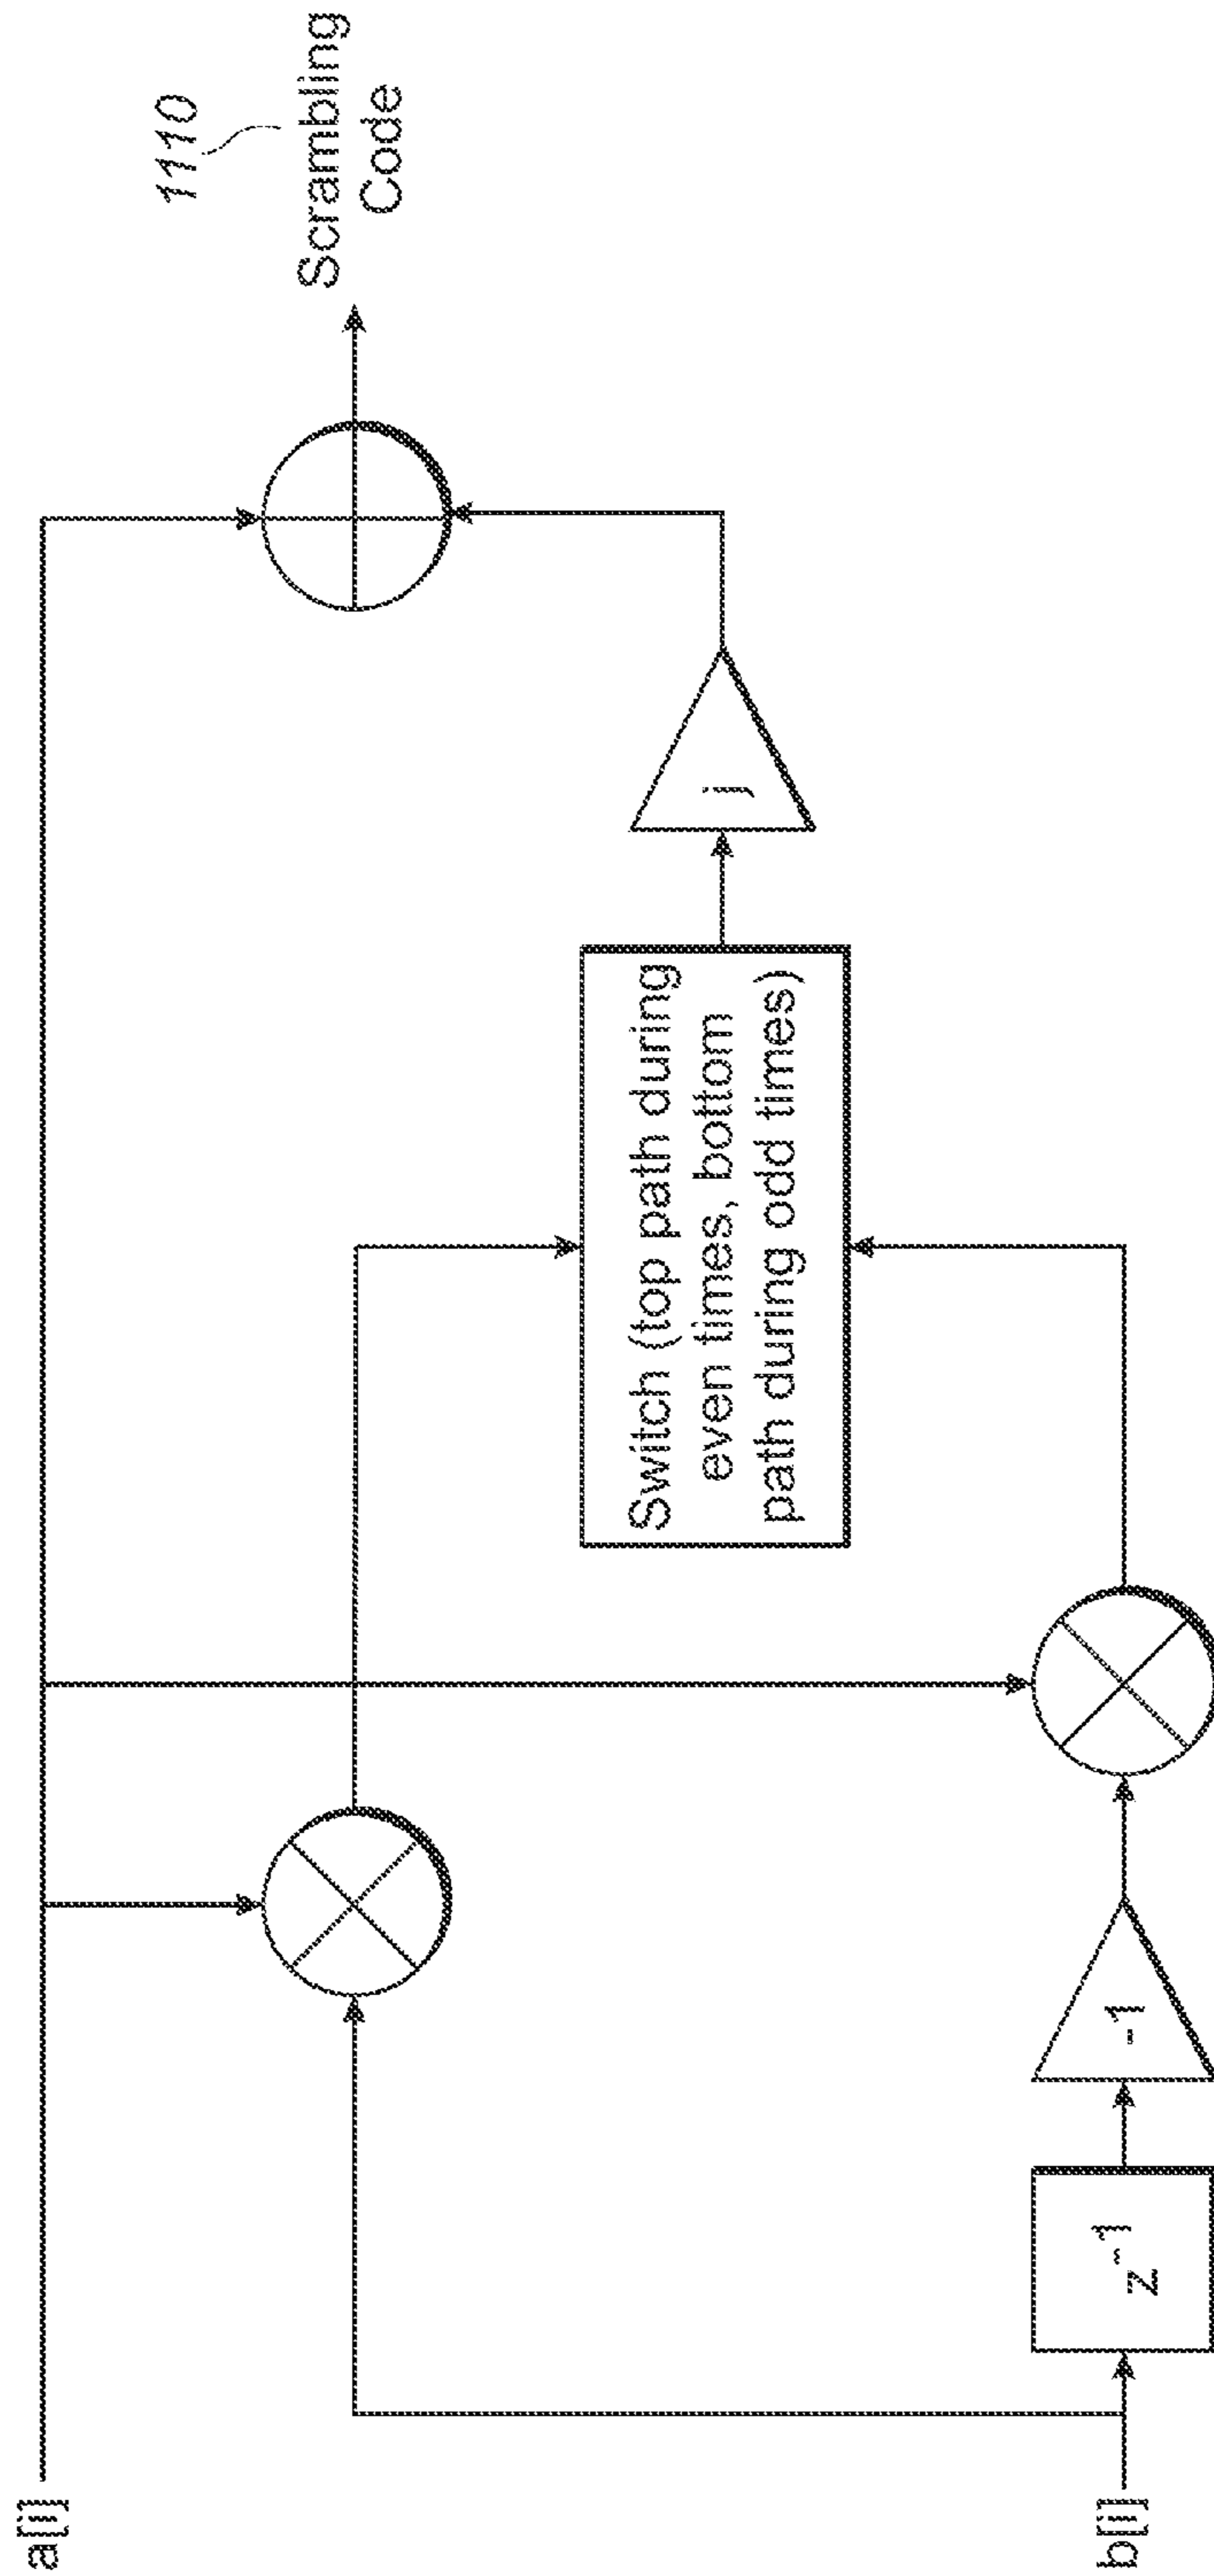 a[i]
1110
Scrambling
Code
Switch (top path during
even times, bottom
path during odd times)
j
b[i]
z⁻¹
-1